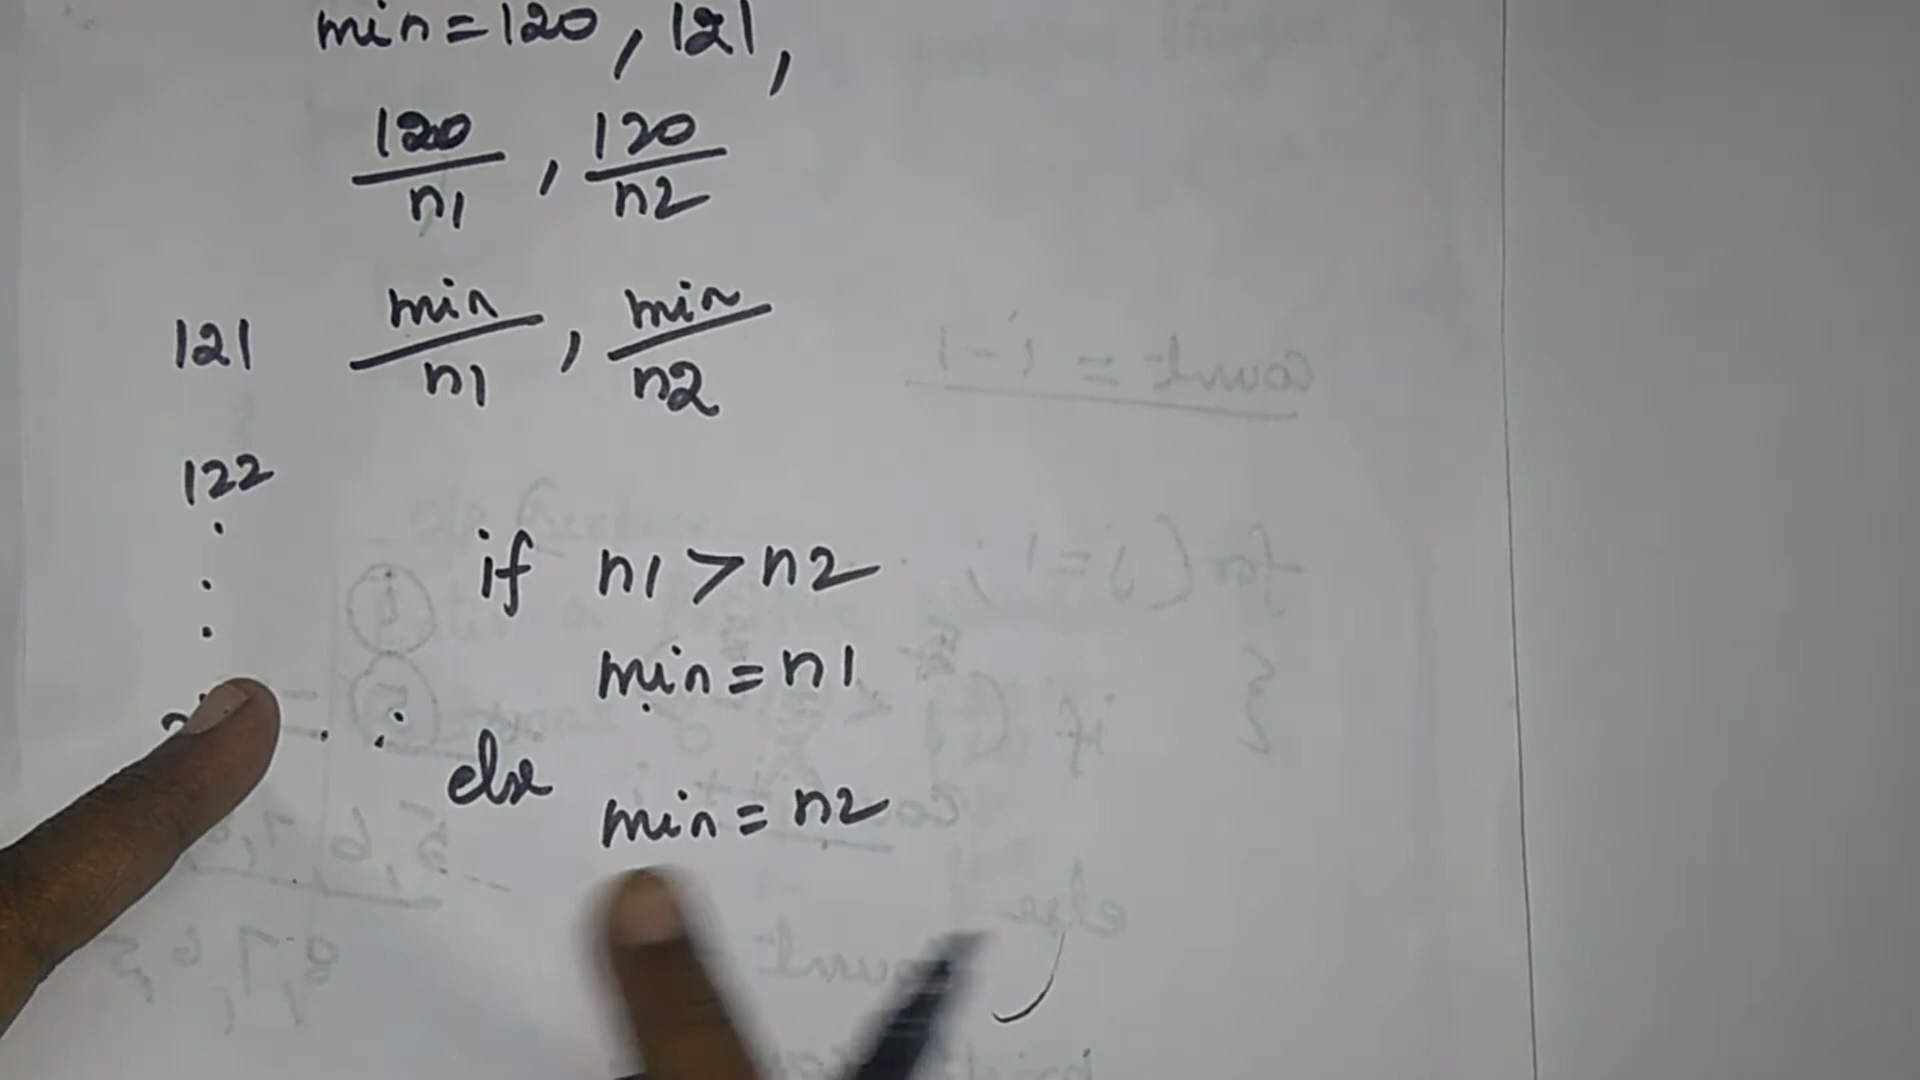 min = 120, 121,
120/n1, 120/n2
121 min/n1, min/n2
122
if n1 > n2
min = n1
else
min = n2